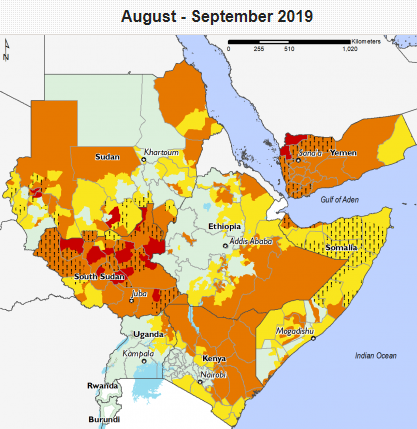 August - September 2019
Kilometers
0 255 510 1,020
N
Sudan
Khartoum
Sana'a
Yemen
Gulf of Aden
Ethiopia
Addis Ababa
Somalia
South Sudan
Juba
Uganda
Kampala
Kenya
Nairobi
Mogadishu
Indian Ocean
Rwanda
Burundi